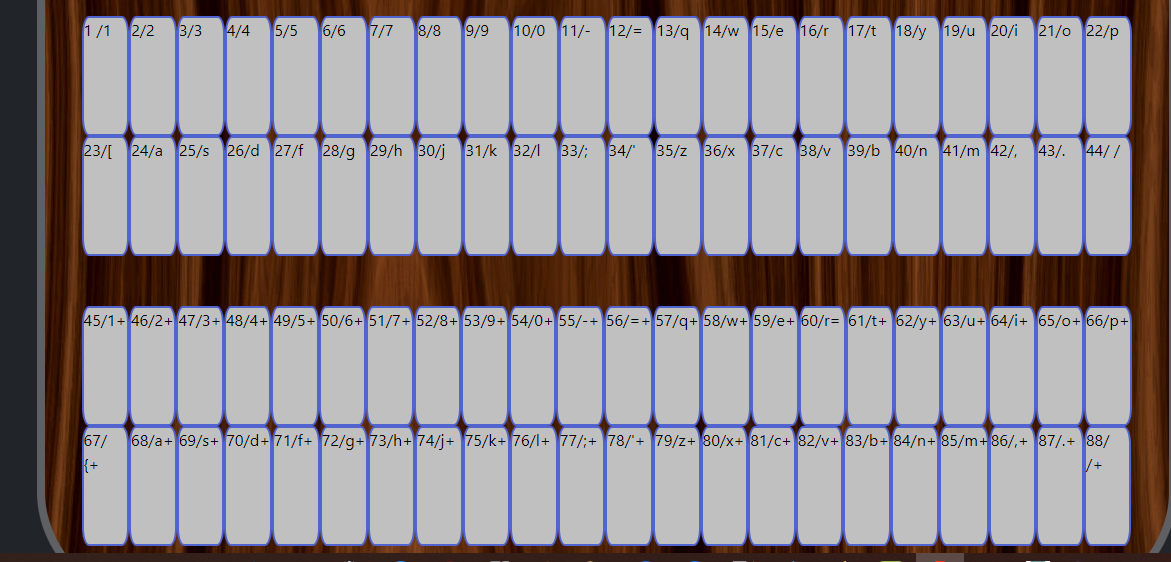 1 /1 2/2 3/3 4/4 5/5 6/6 7/7 8/8 9/9 10/0 11/- 12/= 13/q 14/w 15/e 16/r 17/t 18/y 19/u 20/i 21/o 22/p
23/[ 24/a 25/s 26/d 27/f 28/g 29/h 30/j 31/k 32/l 33/; 34/' 35/z 36/x 37/c 38/v 39/b 40/n 41/m 42/, 43/. 44/ /
45/1+ 46/2+ 47/3+ 48/4+ 49/5+ 50/6+ 51/7+ 52/8+ 53/9+ 54/0+ 55/-+ 56/=+ 57/q+ 58/w+ 59/e+ 60/r= 61/t+ 62/y+ 63/u+ 64/i+ 65/o+ 66/p+
67/ 68/a+ 69/s+ 70/d+ 71/f+ 72/g+ 73/h+ 74/j+ 75/k+ 76/l+ 77/;+ 78/'+ 79/z+ 80/x+ 81/c+ 82/v+ 83/b+ 84/n+ 85/m+ 86/,+ 87/.+ 88/
{+ /+